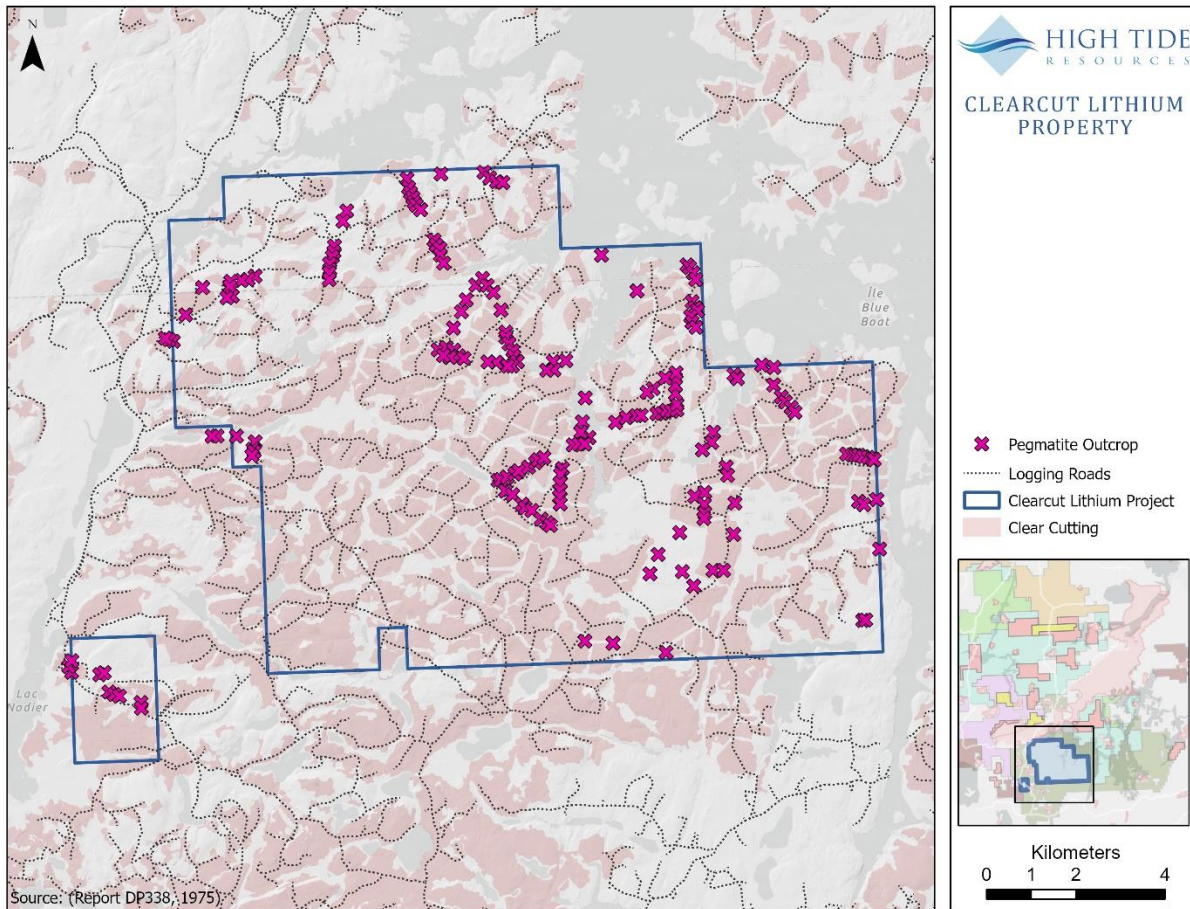 N
HIGH TIDE
RESOURCES
CLEARCUT LITHIUM
PROPERTY
Île
Blue
Boat
Lac
Nodier
Pegmatite Outcrop
Logging Roads
Clearcut Lithium Project
Clear Cutting
Kilometers
0 1 2 4
Source: (Report DP338, 1975)